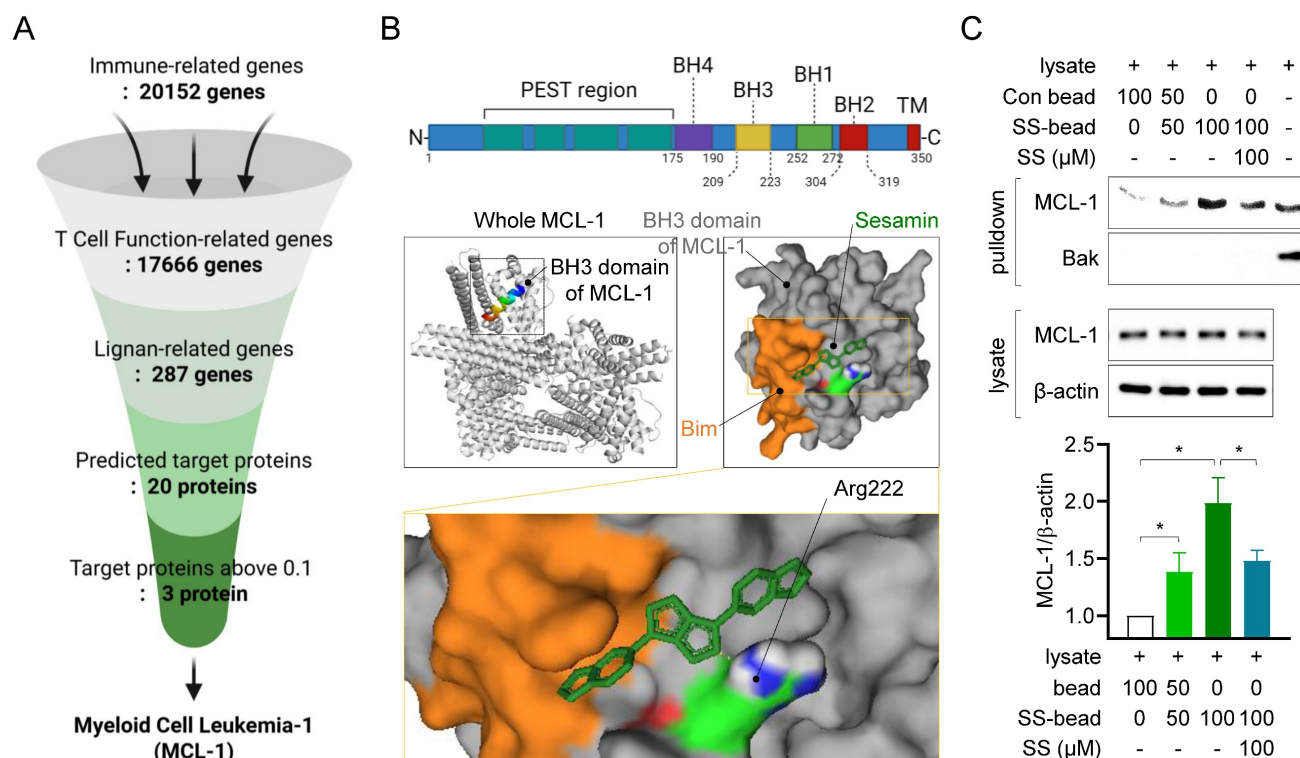 A
Immune-related genes
: 20152 genes
T Cell Function-related genes
: 17666 genes
Lignan-related genes
: 287 genes
Predicted target proteins
: 20 proteins
Target proteins above 0.1
: 3 protein
Myeloid Cell Leukemia-1
(MCL-1)
B
PEST region
BH4
BH3
BH1
BH2
TM
N-
-C
1
175
190
252
272
350
209
223
304
319
Whole MCL-1
BH3 domain
of MCL-1
BH3 domain
of MCL-1
Sesamin
Bim
Arg222
C
lysate + + + + +
Con bead 100 50 0 0 -
SS-bead 0 50 100 100 -
SS (µM) - - - 100
pulldown
MCL-1
Bak
lysate
MCL-1
β-actin
MCL-1/β-actin
2.5
2.0
1.5
1.0
* * *
lysate + + + +
bead 100 50 0 0
SS-bead 0 50 100 100
SS (µM) - - - 100